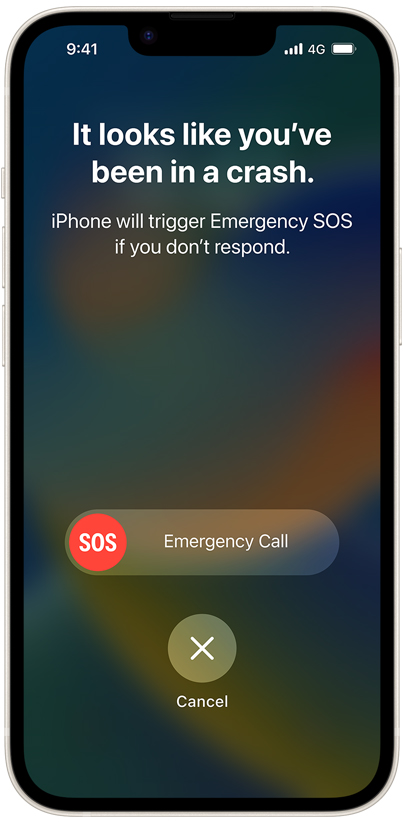 9:41 4G
It looks like you’ve
been in a crash.
iPhone will trigger Emergency SOS
if you don’t respond.
SOS Emergency Call
Cancel